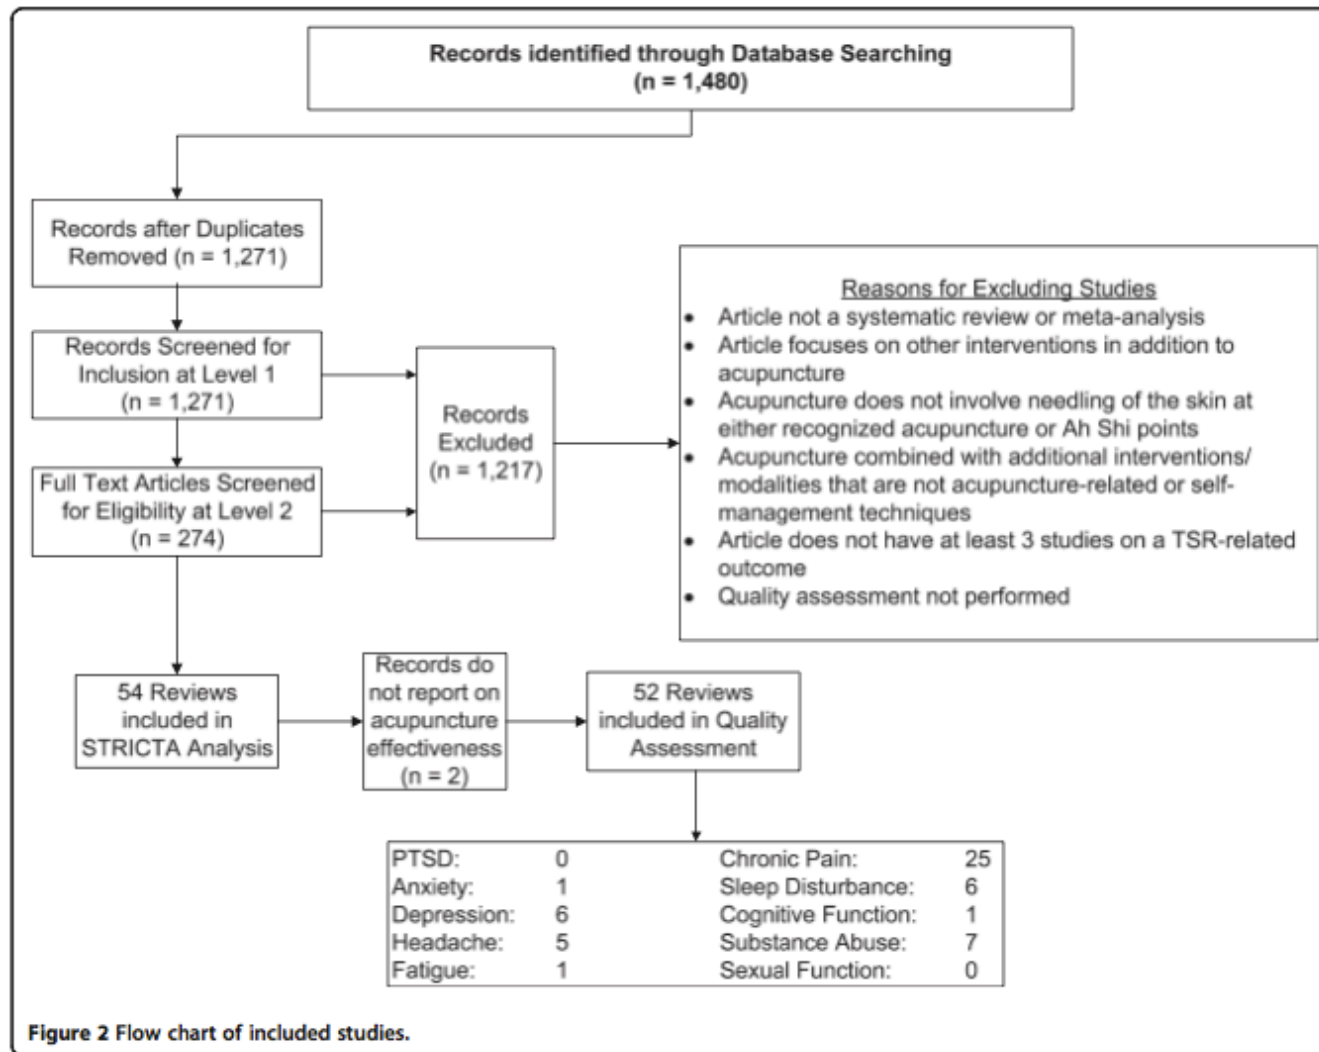 Records identified through Database Searching
(n = 1,480)
Records after Duplicates
Removed (n = 1,271)
Records Screened for
Inclusion at Level 1
(n = 1,271)
Full Text Articles Screened
for Eligibility at Level 2
(n = 274)
Records
Excluded
(n = 1,217)
Reasons for Excluding Studies
• Article not a systematic review or meta-analysis
• Article focuses on other interventions in addition to
acupuncture
• Acupuncture does not involve needling of the skin at
either recognized acupuncture or Ah Shi points
• Acupuncture combined with additional interventions/
modalities that are not acupuncture-related or self-
management techniques
• Article does not have at least 3 studies on a TSR-related
outcome
• Quality assessment not performed
54 Reviews
included in
STRICTA Analysis
Records do
not report on
acupuncture
effectiveness
(n = 2)
52 Reviews
included in Quality
Assessment
PTSD: 0 Chronic Pain: 25
Anxiety: 1 Sleep Disturbance: 6
Depression: 6 Cognitive Function: 1
Headache: 5 Substance Abuse: 7
Fatigue: 1 Sexual Function: 0
Figure 2 Flow chart of included studies.